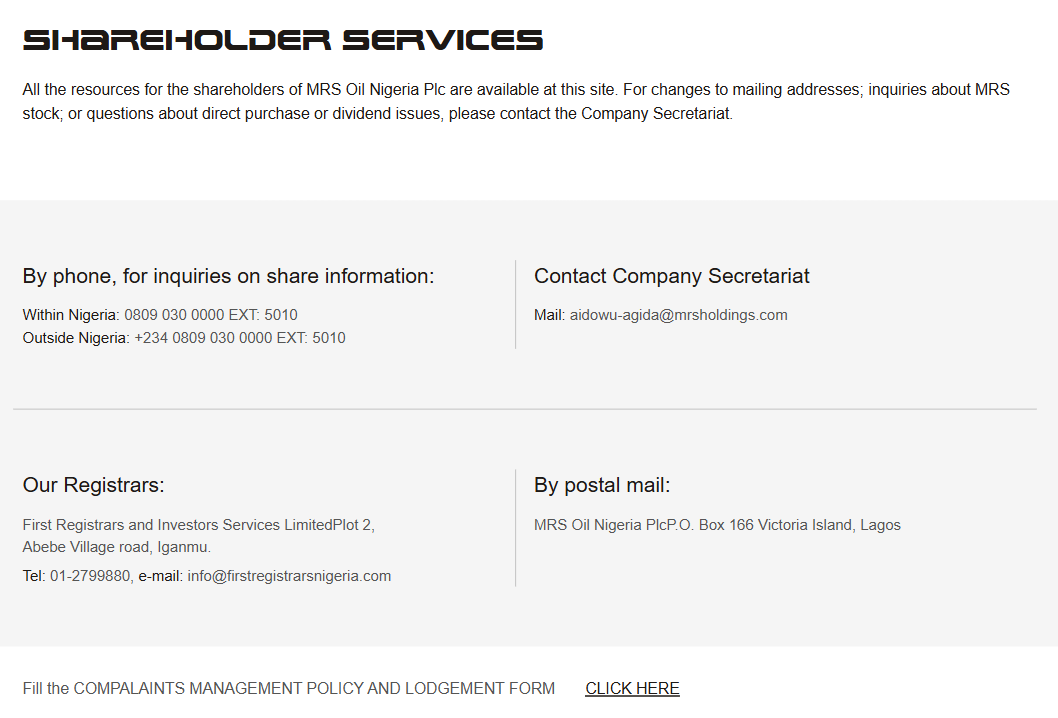 SHAREHOLDER SERVICES
All the resources for the shareholders of MRS Oil Nigeria Plc are available at this site. For changes to mailing addresses; inquiries about MRS
stock; or questions about direct purchase or dividend issues, please contact the Company Secretariat.
By phone, for inquiries on share information:
Within Nigeria: 0809 030 0000 EXT: 5010
Outside Nigeria: +234 0809 030 0000 EXT: 5010
Contact Company Secretariat
Mail: aidowu-agida@mrsholdings.com
Our Registrars:
First Registrars and Investors Services LimitedPlot 2,
Abebe Village road, Iganmu.
Tel: 01-2799880, e-mail: info@firstregistrarsnigeria.com
By postal mail:
MRS Oil Nigeria PlcP.O. Box 166 Victoria Island, Lagos
Fill the COMPALAINTS MANAGEMENT POLICY AND LODGEMENT FORM CLICK HERE